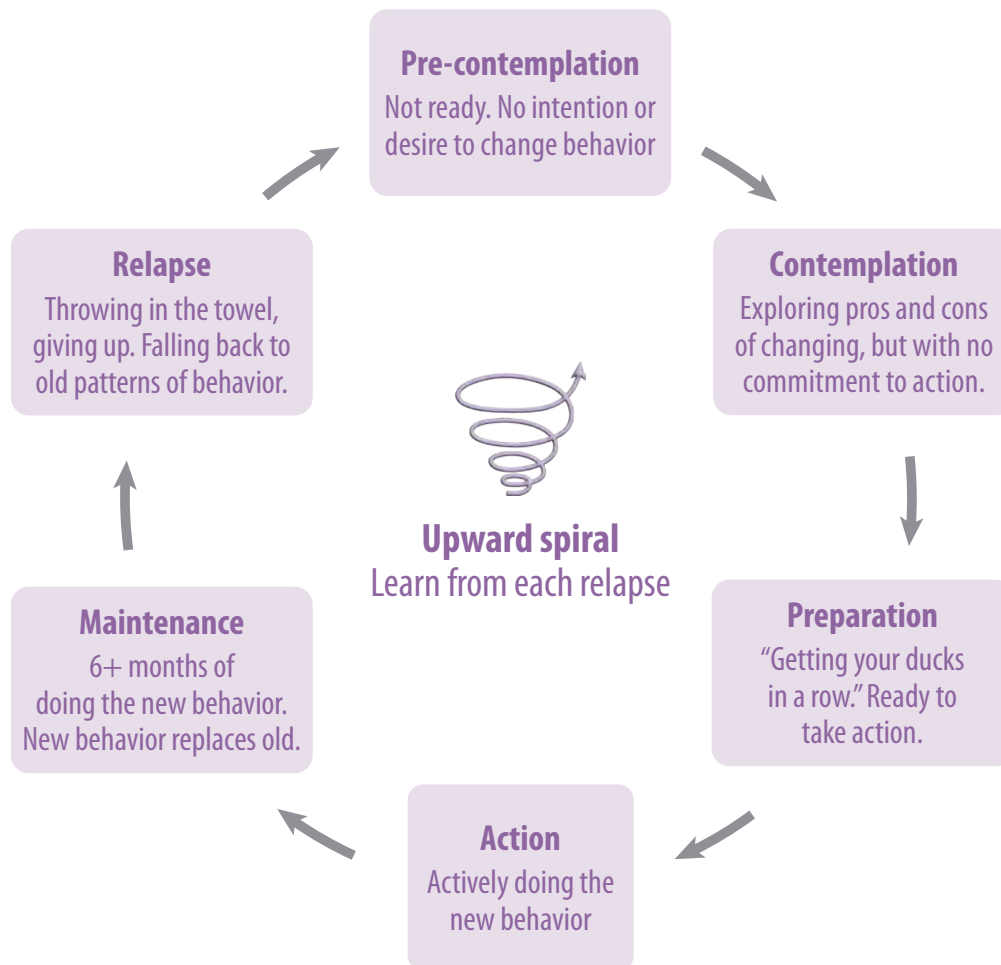 Pre-contemplation
Not ready. No intention or
desire to change behavior
Contemplation
Exploring pros and cons
of changing, but with no
commitment to action.
Preparation
“Getting your ducks
in a row.” Ready to
take action.
Action
Actively doing the
new behavior
Maintenance
6+ months of
doing the new behavior.
New behavior replaces old.
Relapse
Throwing in the towel,
giving up. Falling back to
old patterns of behavior.
Upward spiral
Learn from each relapse